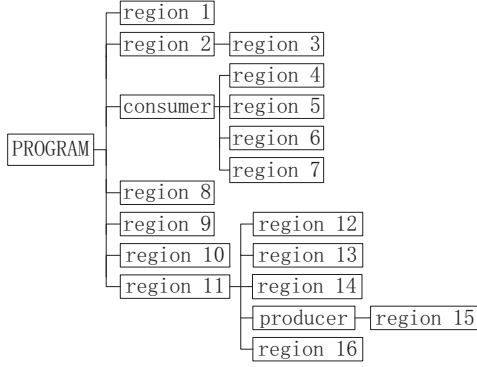 region 1
region 2
region 3
region 4
consumer
region 5
region 6
PROGRAM
region 7
region 8
region 9
region 12
region 10
region 13
region 11
region 14
producer
region 15
region 16